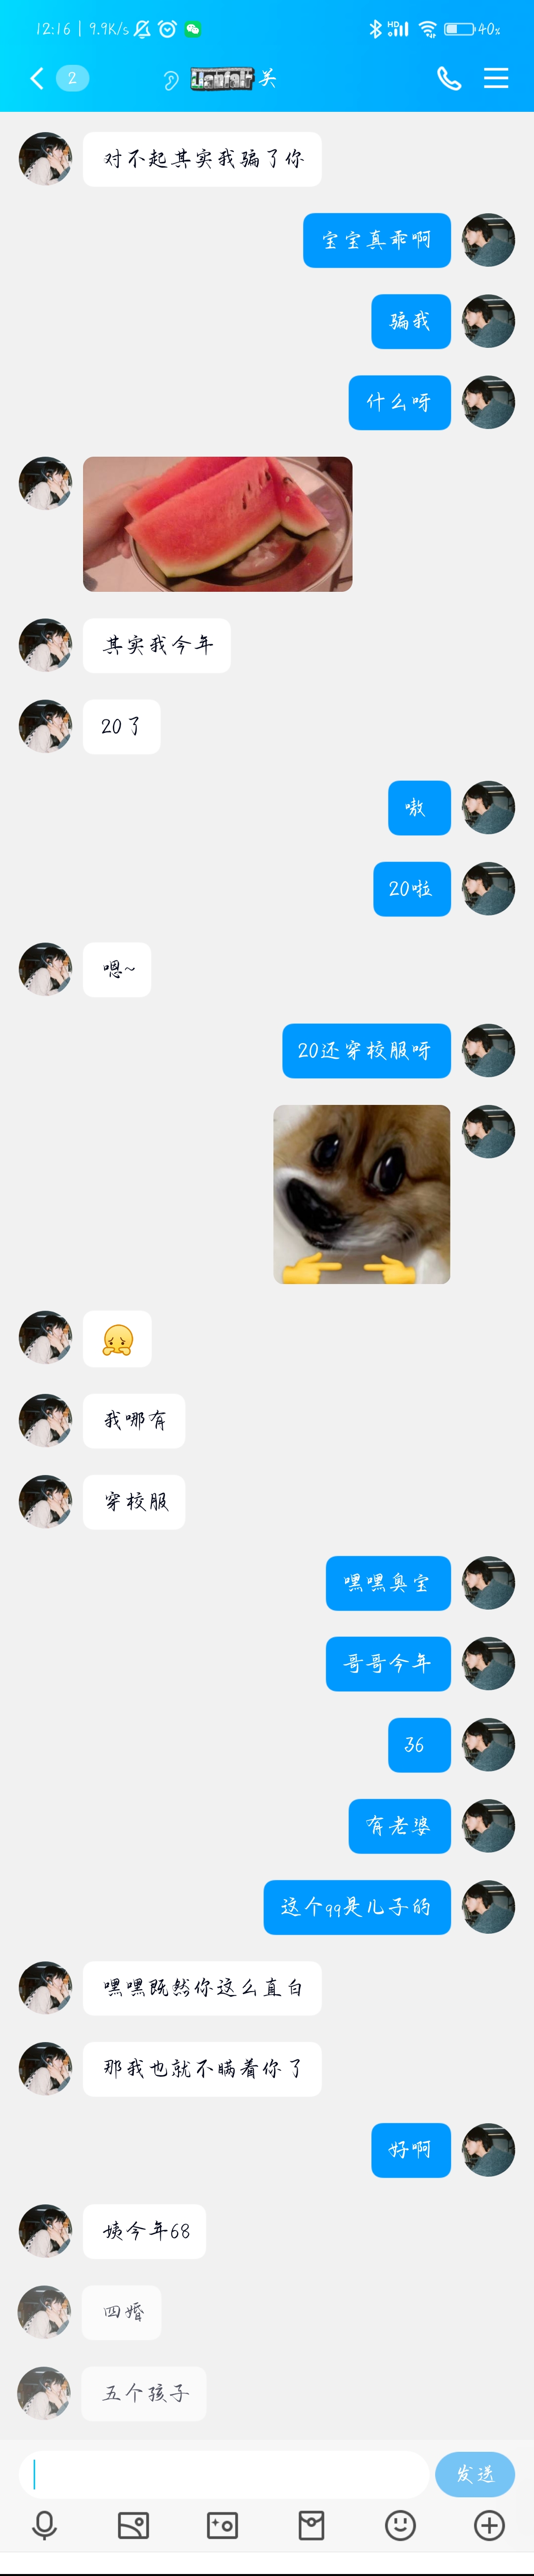 12:16 | 9.9K/s
HD
40%
2
关
对不起其实我骗了你
宝宝真乖啊
骗我
什么呀
其实我今年
20了
嗷
20啦
嗯~
20还穿校服呀
我哪有
穿校服
嘿嘿奥宝
哥哥今年
36
有老婆
这个qq是儿子的
嘿嘿既然你这么直白
那我也就不瞒着你了
好啊
姨今年68
四婚
五个孩子
发送